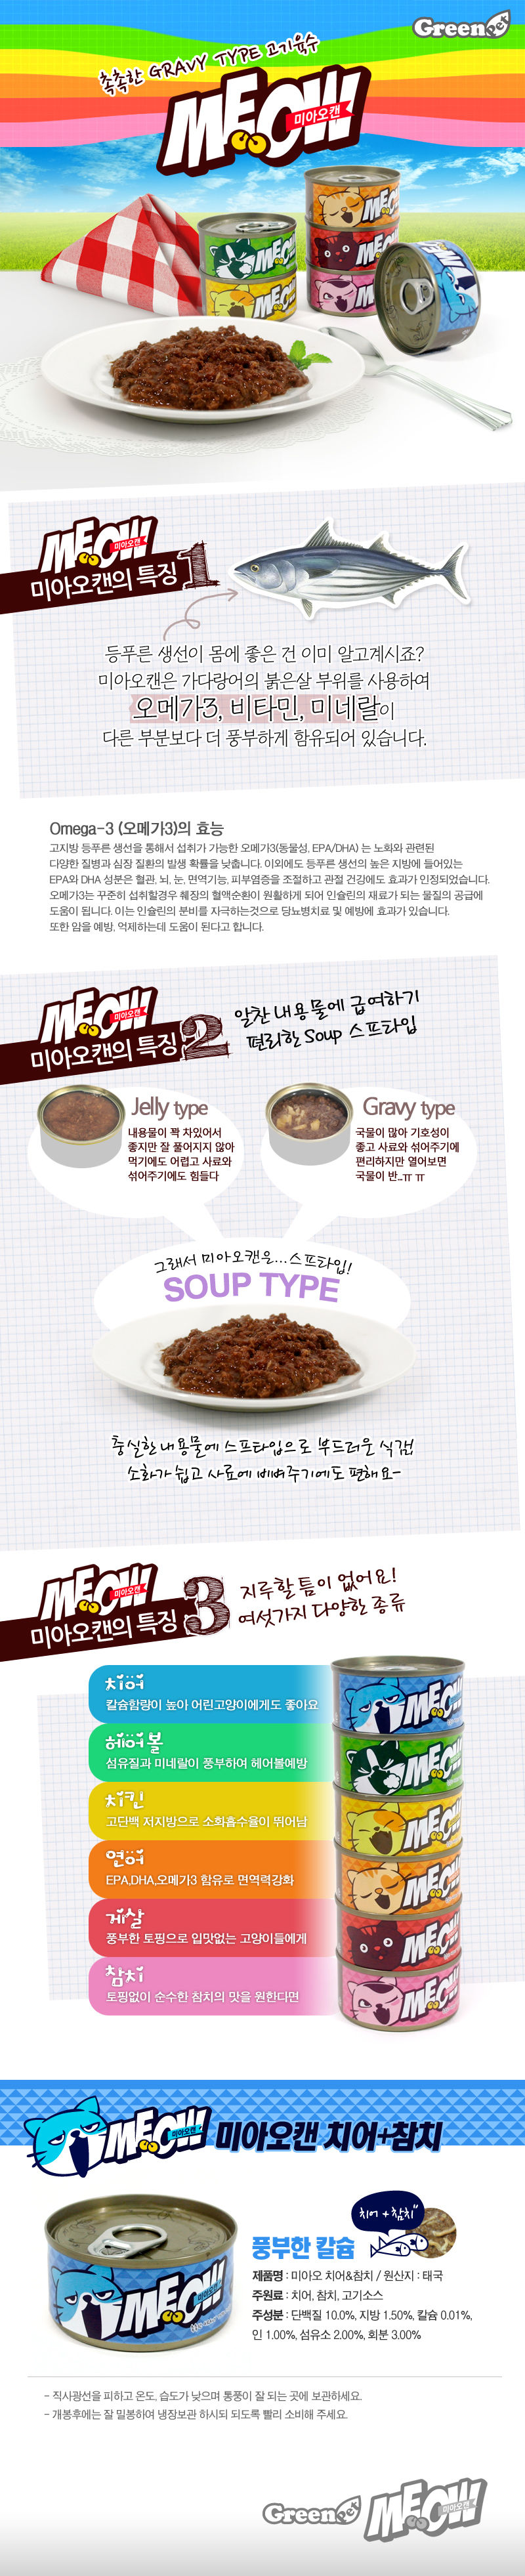 Greenpet
촉촉한 GRAVY TYPE 고기육수
MEOW
미아오캔
MEOW
MEOW
MEOW
MEOW
MEOW
MEOW
미아오캔
미아오캔의 특징 1
등푸른 생선이 몸에 좋은 건 이미 알고계시죠?
미아오캔은 가다랑어의 붉은살 부위를 사용하여
오메가3, 비타민, 미네랄이
다른 부분보다 더 풍부하게 함유되어 있습니다.
Omega-3 (오메가3)의 효능
고지방 등푸른 생선을 통해서 섭취가 가능한 오메가3(동물성, EPA/DHA) 는 노화와 관련된
다양한 질병과 심장 질환의 발생 확률을 낮춥니다. 이외에도 등푸른 생선의 높은 지방에 들어있는
EPA와 DHA 성분은 혈관, 뇌, 눈, 면역기능, 피부염증을 조절하고 관절 건강에도 효과가 인정되었습니다.
오메가3는 꾸준히 섭취할경우 췌장의 혈액순환이 원활하게 되어 인슐린의 재료가 되는 물질의 공급에
도움이 됩니다. 이는 인슐린의 분비를 자극하는것으로 당뇨병치료 및 예방에 효과가 있습니다.
또한 암을 예방, 억제하는데 도움이 된다고 합니다.
MEOW
미아오캔
미아오캔의 특징 2
알찬 내용물에 급여하기
편리한 Soup 스프타입
Jelly type
내용물이 꽉 차있어서
좋지만 잘 풀어지지 않아
먹기에도 어렵고 사료와
섞어주기에도 힘들다
Gravy type
국물이 많아 기호성이
좋고 사료와 섞어주기에
편리하지만 열어보면
국물이 반...ㅠㅠ
그래서 미아오캔은... 스프타입!
SOUP TYPE
충실한 내용물에 스프타입으로 부드러운 식감!
소화가 쉽고 사료에 비벼주기에도 편해요~
MEOW
미아오캔
미아오캔의 특징 3
지루할 틈이 없어요!
여섯가지 다양한 종류
치어
칼슘함량이 높아 어린고양이에게도 좋아요
MEOW
헤어볼
섬유질과 미네랄이 풍부하여 헤어볼예방
MEOW
치킨
고단백 저지방으로 소화흡수율이 뛰어남
MEOW
연어
EPA,DHA,오메가3 함유로 면역력강화
MEOW
게살
풍부한 토핑으로 입맛없는 고양이들에게
MEOW
참치
토핑없이 순수한 참치의 맛을 원한다면
MEOW
MEOW
미아오캔
미아오캔 치어+참치
MEOW
미아오캔
풍부한 칼슘
치어 + 참치
제품명 : 미아오 치어&참치 / 원산지 : 태국
주원료 : 치어, 참치, 고기소스
주성분 : 단백질 10.0%, 지방 1.50%, 칼슘 0.01%,
인 1.00%, 섬유소 2.00%, 회분 3.00%
- 직사광선을 피하고 온도, 습도가 낮으며 통풍이 잘 되는 곳에 보관하세요.
- 개봉후에는 잘 밀봉하여 냉장보관 하시되 되도록 빨리 소비해 주세요.
Greenpet
MEOW
미아오캔